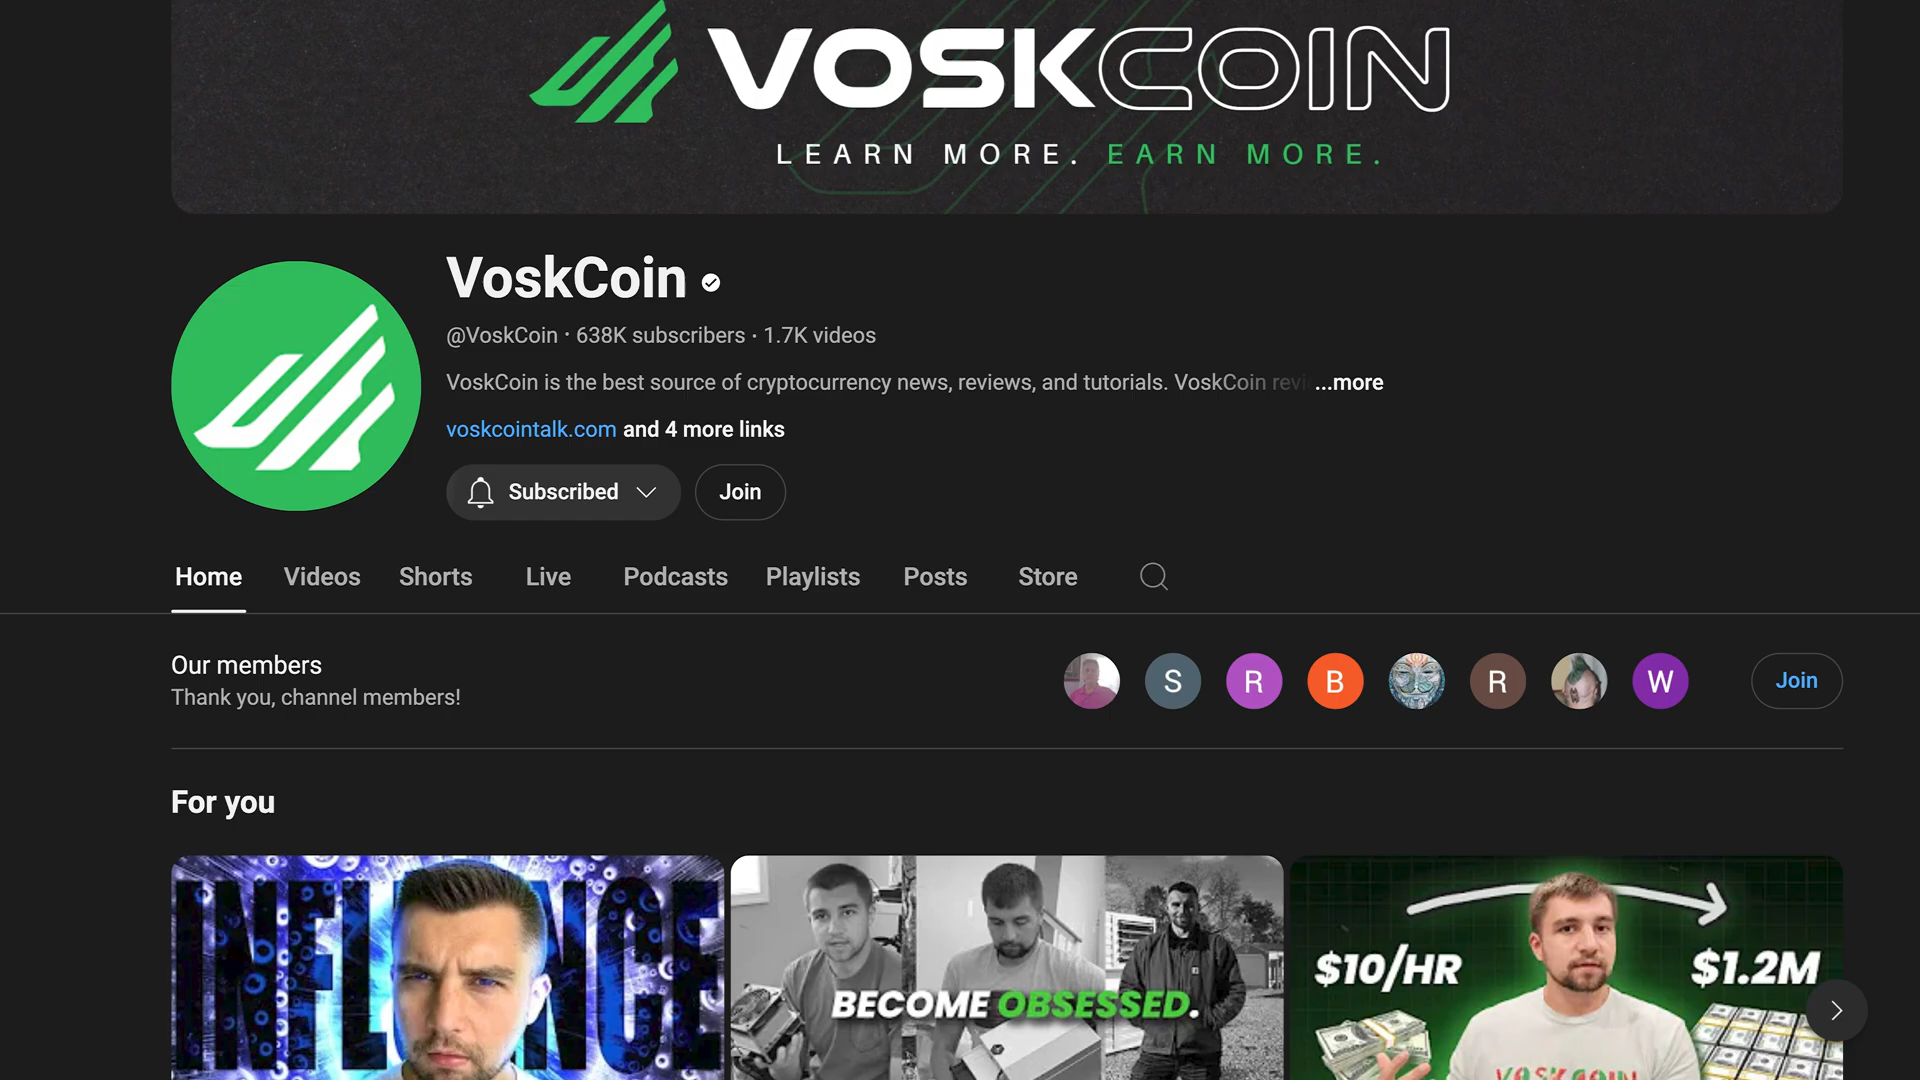 VOSKCOIN
LEARN MORE. EARN MORE.
VoskCoin
@VoskCoin · 638K subscribers · 1.7K videos
VoskCoin is the best source of cryptocurrency news, reviews, and tutorials. VoskCoin revi ...more
voskcointalk.com and 4 more links
Subscribed
Join
Home Videos Shorts Live Podcasts Playlists Posts Store
Our members
Thank you, channel members!
S R B R W
Join
For you
INFLUENCE
BECOME OBSESSED.
$10/HR $1.2M
VOSKCOIN